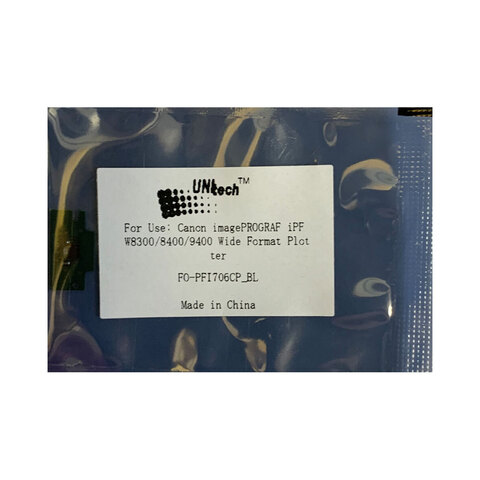 UNItech™
For Use: Canon imagePROGRAF iPF
W8300/8400/9400 Wide Format Plot
ter
FO-PFI706CP_BL
Made in China